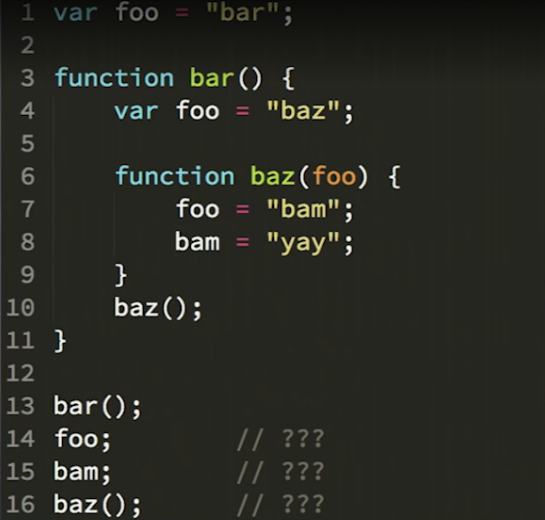 1 var foo = "bar";
2
3 function bar() {
4     var foo = "baz";
5
6     function baz(foo) {
7         foo = "bam";
8         bam = "yay";
9     }
10     baz();
11 }
12
13 bar();
14 foo;        // ???
15 bam;        // ???
16 baz();      // ???